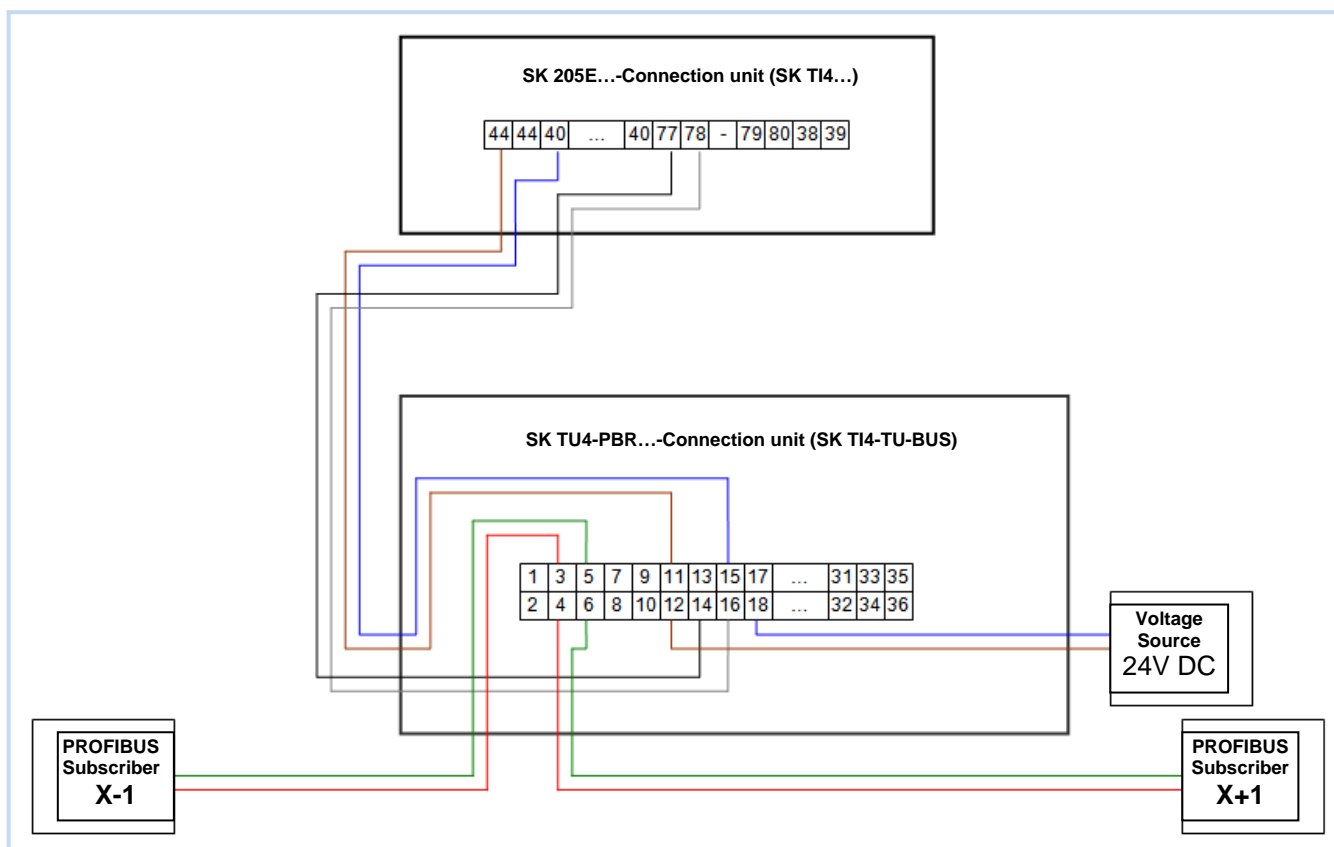 SK 205E…-Connection unit (SK TI4…)
44 44 40 ... 40 77 78 - 79 80 38 39
SK TU4-PBR…-Connection unit (SK TI4-TU-BUS)
1 3 5 7 9 11 13 15 17 ... 31 33 35
2 4 6 8 10 12 14 16 18 ... 32 34 36
Voltage
Source
24V DC
PROFIBUS
Subscriber
X-1
PROFIBUS
Subscriber
X+1